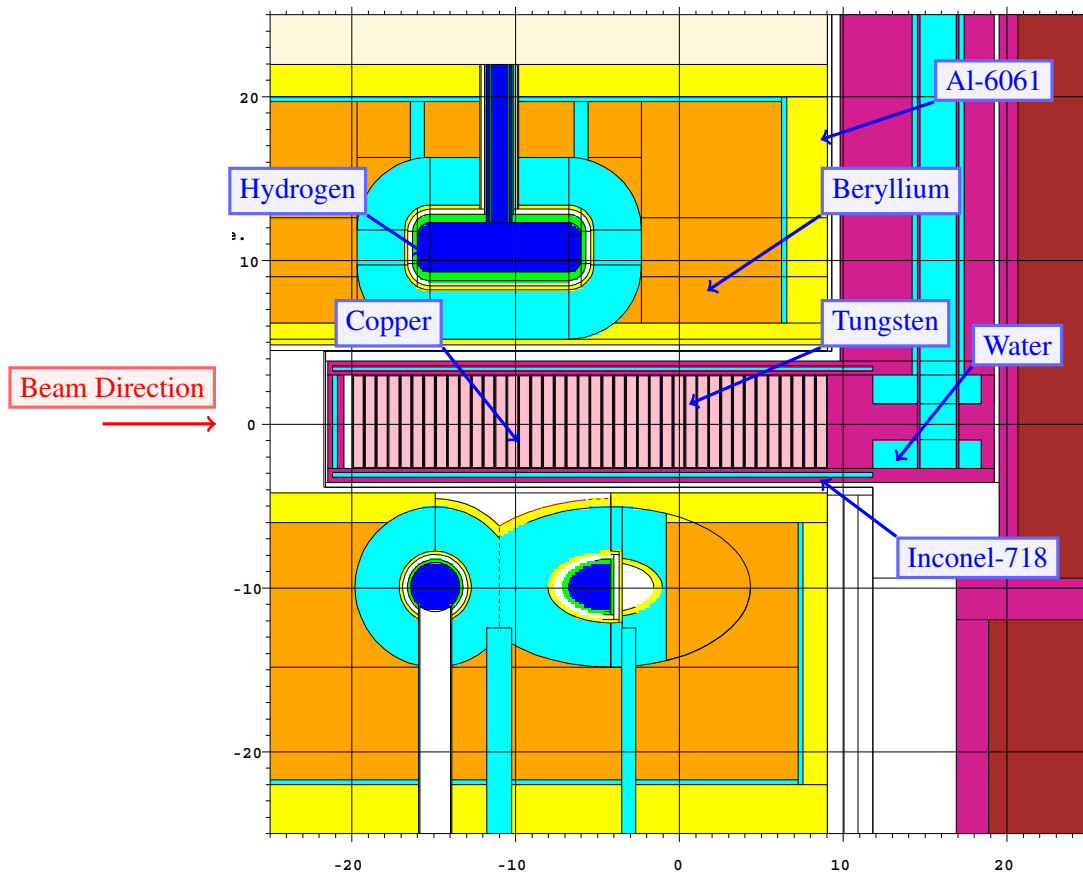 20
Al-6061
Hydrogen
Beryllium
10
Copper
Tungsten
Water
Beam Direction
0
Inconel-718
-10
-20
-20
-10
0
10
20